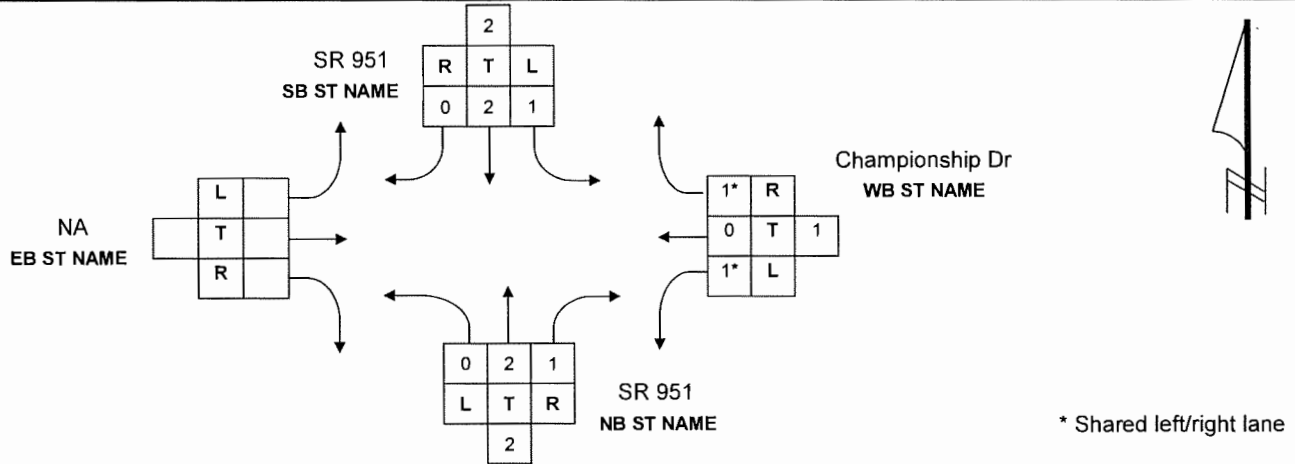 2
SR 951
SB ST NAME
R T L
0 2 1
NA
EB ST NAME
L
T
R
Championship Dr
WB ST NAME
1* R
0 T 1
1* L
0 2 1
L T R
2
SR 951
NB ST NAME
* Shared left/right lane
N